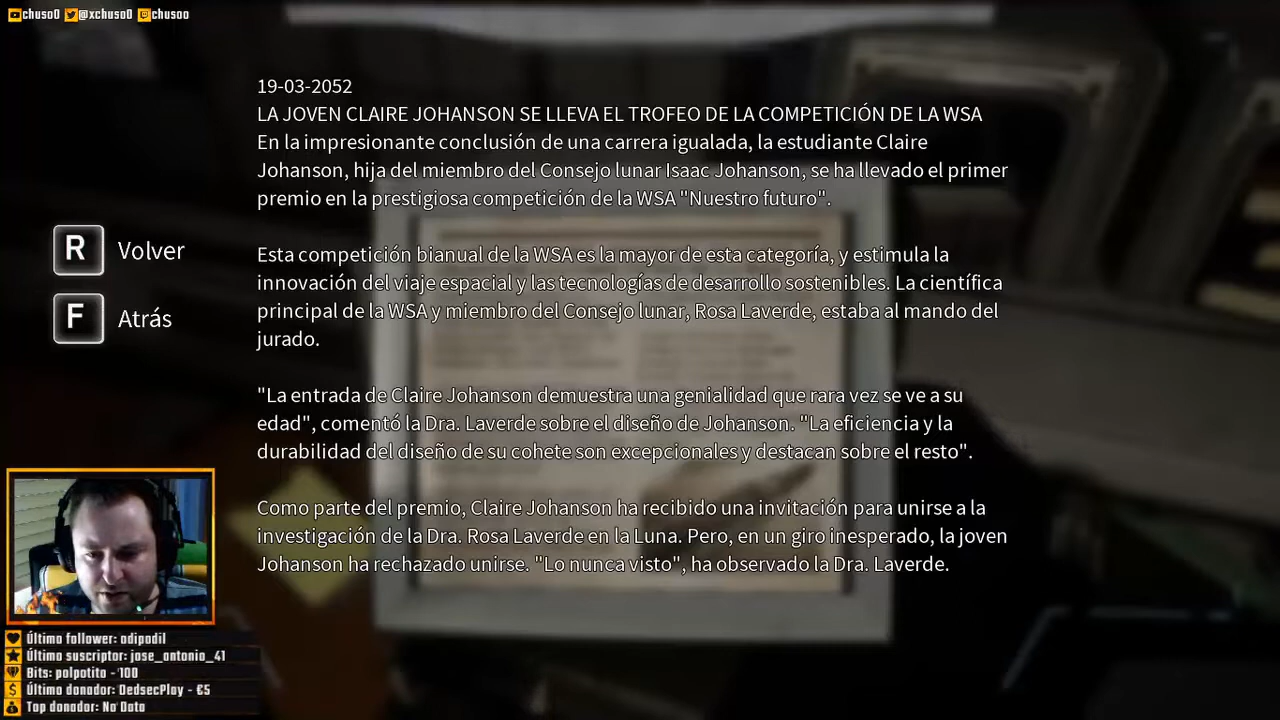 chuso0 @xchuso0 chusoo
19-03-2052
LA JOVEN CLAIRE JOHANSON SE LLEVA EL TROFEO DE LA COMPETICIÓN DE LA WSA
En la impresionante conclusión de una carrera igualada, la estudiante Claire
Johanson, hija del miembro del Consejo lunar Isaac Johanson, se ha llevado el primer
premio en la prestigiosa competición de la WSA "Nuestro futuro".
Esta competición bianual de la WSA es la mayor de esta categoría, y estimula la
innovación del viaje espacial y las tecnologías de desarrollo sostenibles. La científica
principal de la WSA y miembro del Consejo lunar, Rosa Laverde, estaba al mando del
jurado.
"La entrada de Claire Johanson demuestra una genialidad que rara vez se ve a su
edad", comentó la Dra. Laverde sobre el diseño de Johanson. "La eficiencia y la
durabilidad del diseño de su cohete son excepcionales y destacan sobre el resto".
Como parte del premio, Claire Johanson ha recibido una invitación para unirse a la
investigación de la Dra. Rosa Laverde en la Luna. Pero, en un giro inesperado, la joven
Johanson ha rechazado unirse. "Lo nunca visto", ha observado la Dra. Laverde.
R Volver
F Atrás
Último follower: odipodil
Último suscriptor: jose_antonio_41
Bits: polpotito - 100
Último donador: DedsecPlay - €5
Top donador: No Data